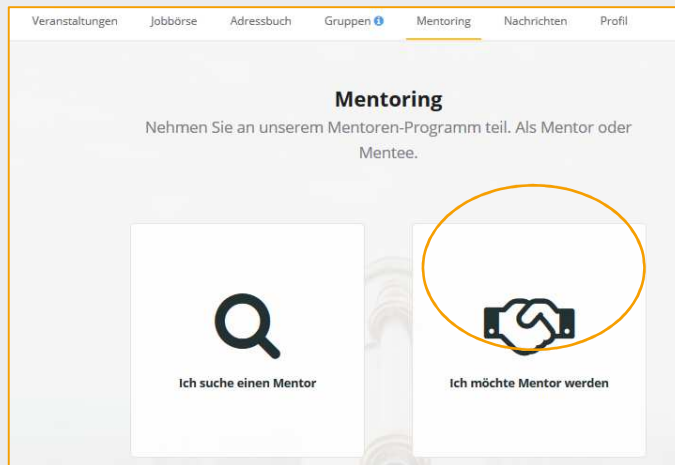 Veranstaltungen Jobbörse Adressbuch Gruppen Mentoring Nachrichten Profil
Mentoring
Nehmen Sie an unserem Mentoren-Programm teil. Als Mentor oder
Mentee.
Ich suche einen Mentor Ich möchte Mentor werden